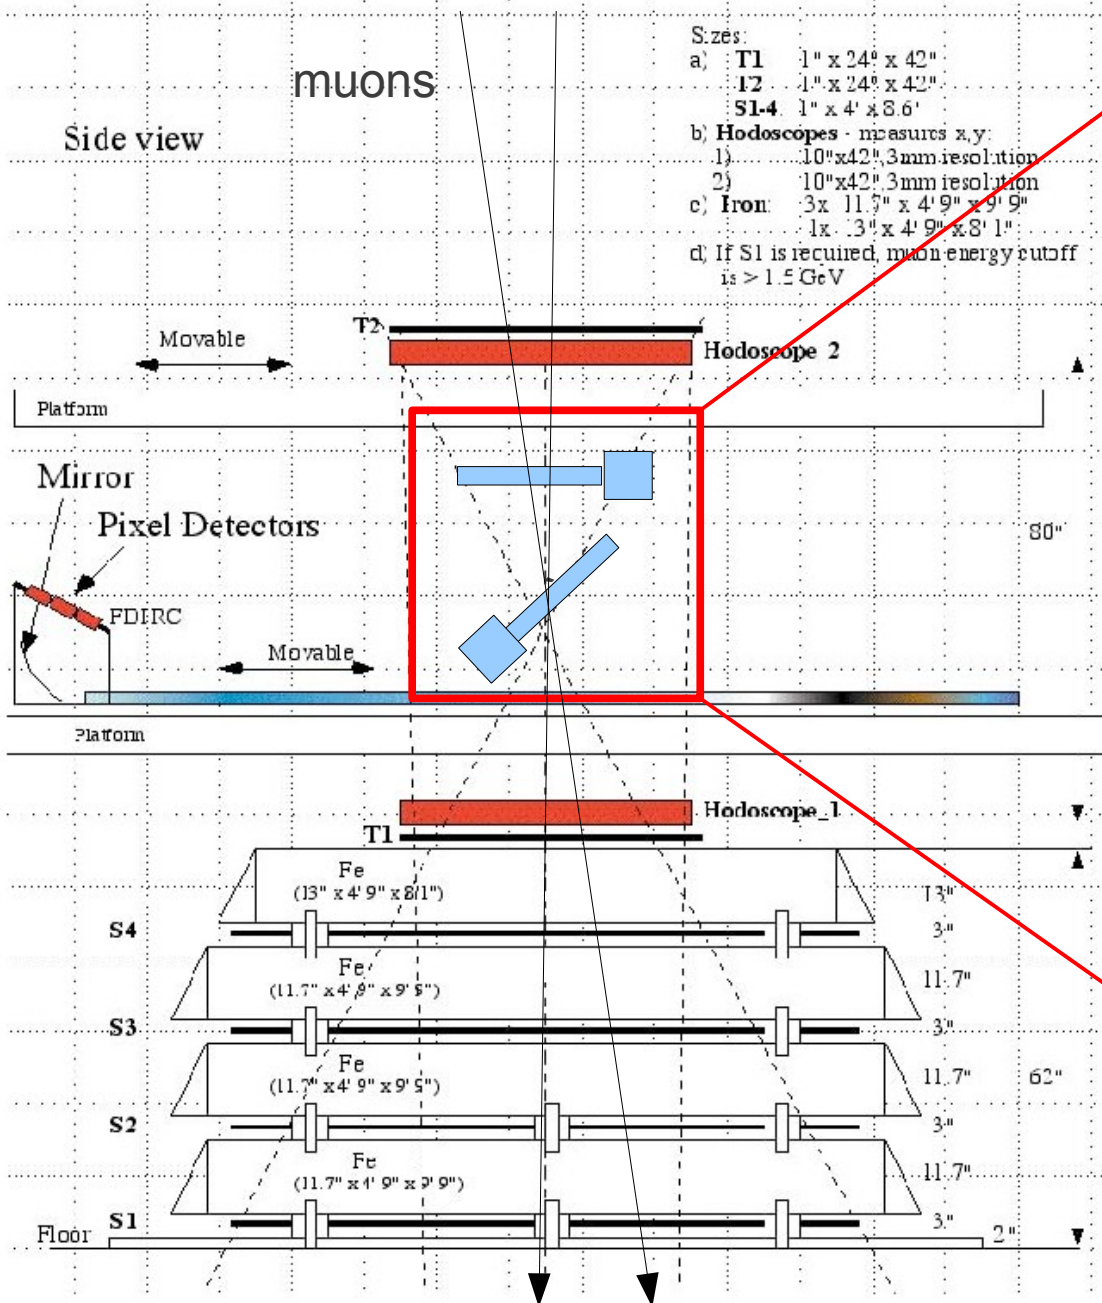 muons
Side view
Sizes:
a) T1 1" x 24" x 42"
T2 1" x 24" x 42"
S1-4 1" x 4' x 8.6'
b) Hodoscopes - measures x,y:
1) 10"x42",3mm resolution
2) 10"x42",3mm resolution
c) Iron: 3x 11.7" x 4'9" x 9'9"
1x 13" x 4'9" x 8'1"
d) If S1 is required, muon energy cutoff
is > 1.5 GeV
T2
Movable
Hodoscope_2
Platform
Mirror
Pixel Detectors
80"
FDIRC
Movable
Platform
Hodoscope_1
T1
Fe
(13" x 4'9" x 8'1")
13"
S4
3"
Fe
(11.7" x 4'9" x 9'9")
11.7"
S3
3"
Fe
(11.7" x 4'9" x 9'9")
11.7"
62"
S2
3"
Fe
(11.7" x 4'9" x 9'9")
11.7"
S1
3"
Floor
2"